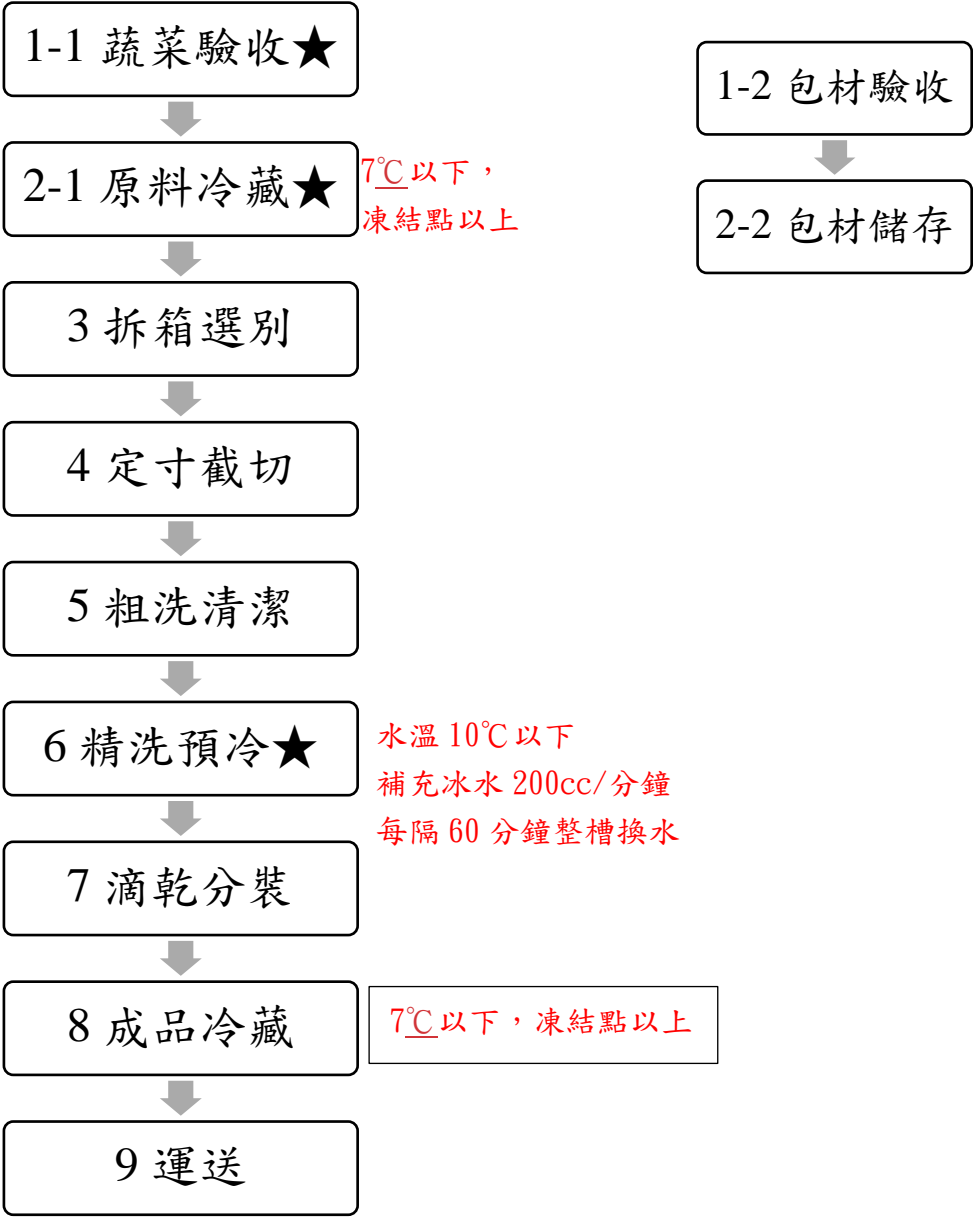 1-1 蔬菜驗收★
1-2 包材驗收
2-1 原料冷藏★
7℃以下，
凍結點以上
2-2 包材儲存
3 拆箱選別
4 定寸截切
5 粗洗清潔
6 精洗預冷★
水溫 10℃以下
補充冰水 200cc/分鐘
每隔 60 分鐘整槽換水
7 滴乾分裝
8 成品冷藏
7℃以下，凍結點以上
9 運送